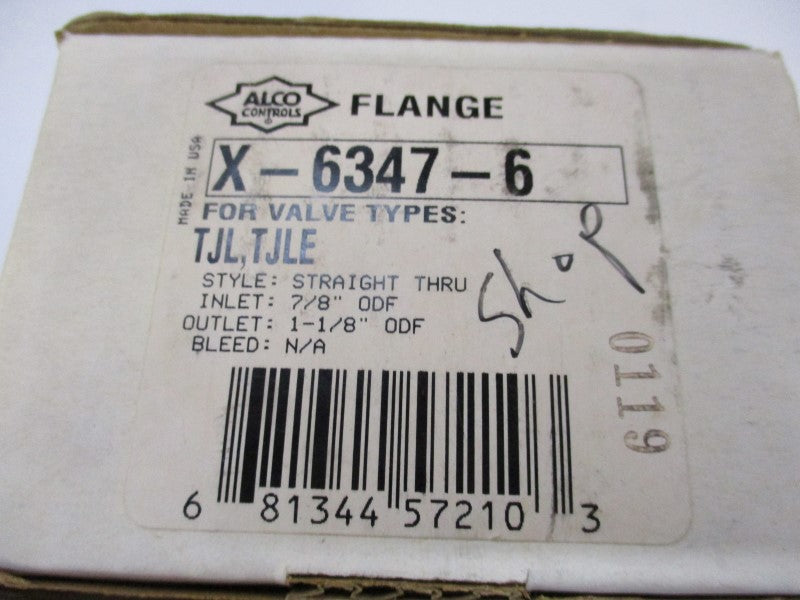 ALCO CONTROLS ® FLANGE
MADE IN USA
X-6347-6
FOR VALVE TYPES:
TJL,TJLE
STYLE: STRAIGHT THRU
INLET: 7/8" ODF
OUTLET: 1-1/8" ODF
BLEED: N/A
Shop
0119
6 81344 57210 3